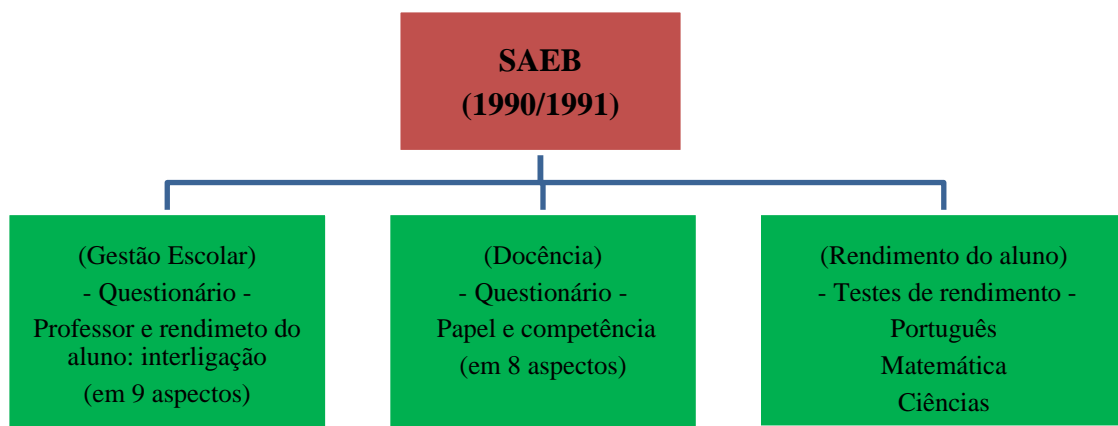 SAEB
(1990/1991)
(Gestão Escolar)
- Questionário -
Professor e rendimeto do
aluno: interligação
(em 9 aspectos)
(Docência)
- Questionário -
Papel e competência
(em 8 aspectos)
(Rendimento do aluno)
- Testes de rendimento -
Português
Matemática
Ciências